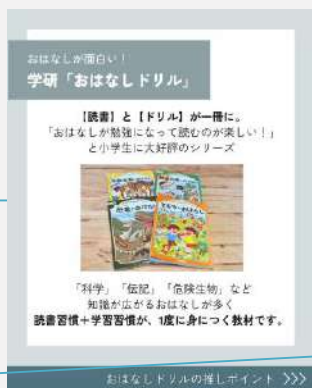 おはなしが面白い！
学研「おはなしドリル」
【読書】と【ドリル】が一冊に。
「おはなしが勉強になって読むのが楽しい！」
と小学生に大好評のシリーズ
「科学」「伝記」「危険生物」など
知識が広がるおはなしが多く
読書習慣＋学習習慣が、1度に身につく教材です。
おはなしドリルの推しポイント >>>